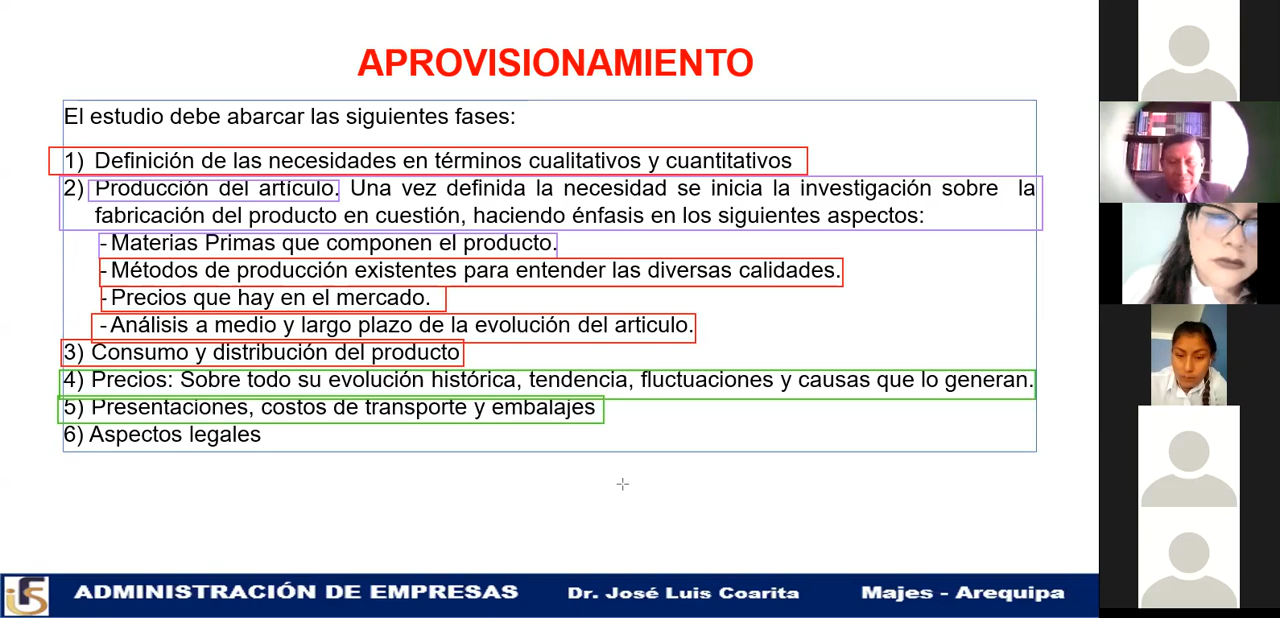 APROVISIONAMIENTO
El estudio debe abarcar las siguientes fases:
1) Definición de las necesidades en términos cualitativos y cuantitativos
2) Producción del artículo. Una vez definida la necesidad se inicia la investigación sobre la
fabricación del producto en cuestión, haciendo énfasis en los siguientes aspectos:
- Materias Primas que componen el producto.
- Métodos de producción existentes para entender las diversas calidades.
- Precios que hay en el mercado.
- Análisis a medio y largo plazo de la evolución del articulo.
3) Consumo y distribución del producto
4) Precios: Sobre todo su evolución histórica, tendencia, fluctuaciones y causas que lo generan.
5) Presentaciones, costos de transporte y embalajes
6) Aspectos legales
ADMINISTRACIÓN DE EMPRESAS Dr. José Luis Coarita Majes - Arequipa